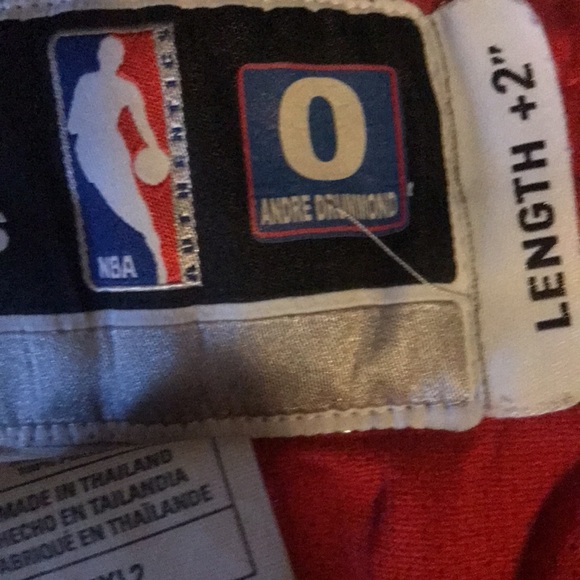 NBA
AUTHENTICS
0
ANDRE DRUMMOND
LENGTH +2"
MADE IN THAILAND
HECHO EN TAILANDIA
FABRIQUÉ EN THAÏLANDE